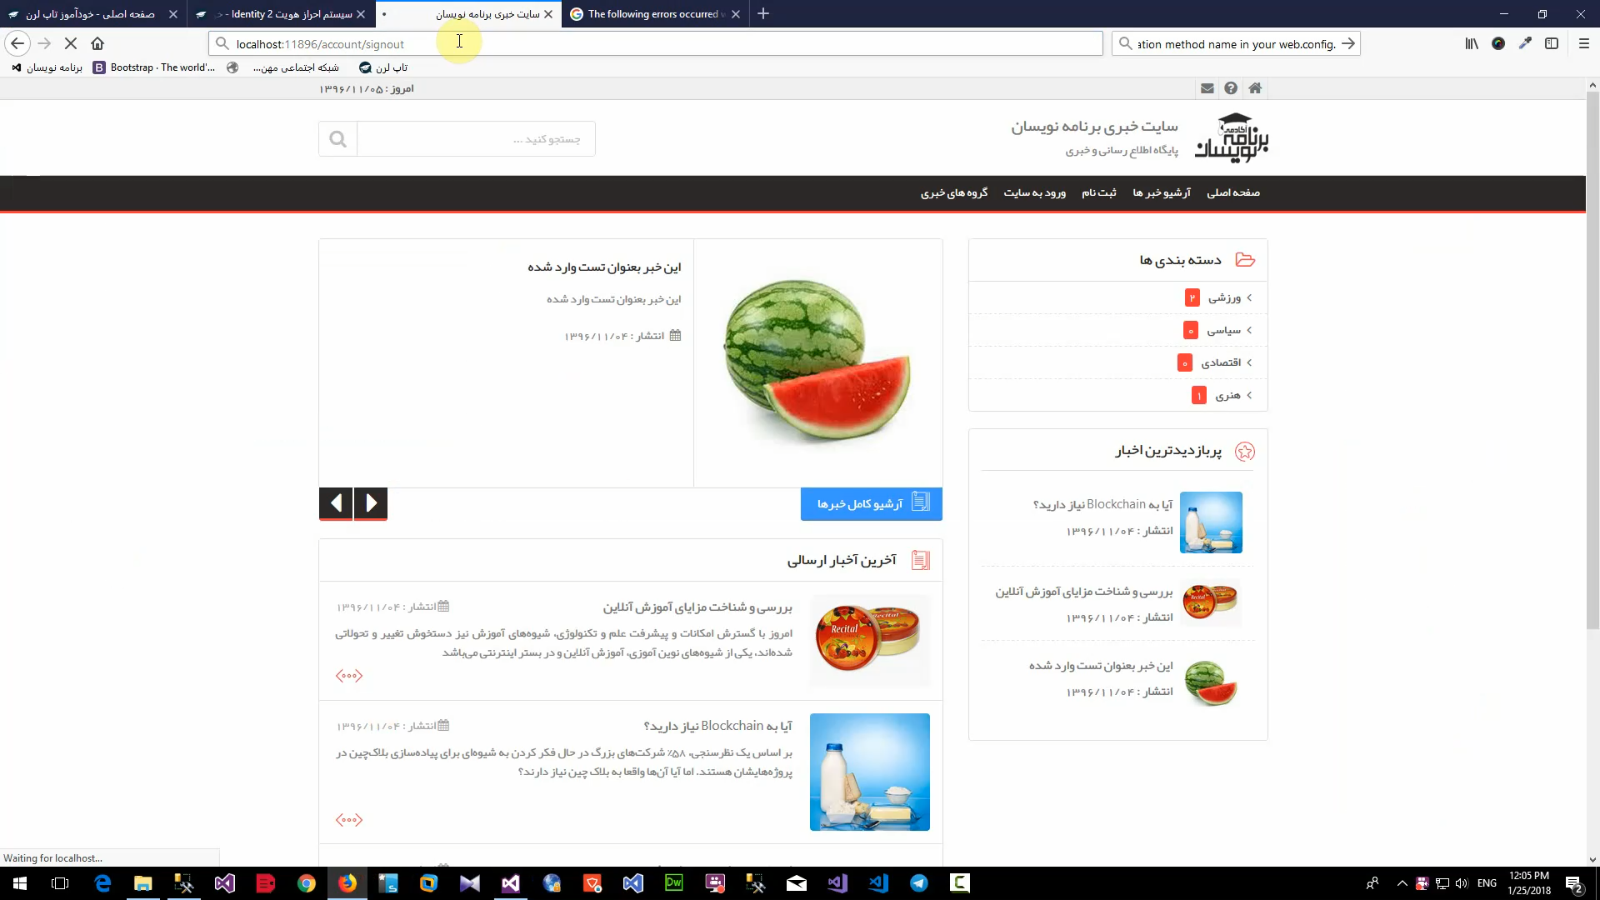 صفحه اصلی - خودآموز تاپ لرن
سیستم احراز هویت Identity 2 -
سایت خبری برنامه نویسان
The following errors occurred
localhost:11896/account/signout
ation method name in your web.config.
برنامه نویسان
Bootstrap · The world'...
شبکه اجتماعی مهن...
تاپ لرن
امروز : ۱۳۹۶/۱۱/۰۵
سایت خبری برنامه نویسان
پایگاه اطلاع رسانی و خبری
آکادمی
برنامه
نویسان
جستجو کنید ...
صفحه اصلی
آرشیو خبر ها
ثبت نام
ورود به سایت
گروه های خبری
دسته بندی ها
ورزشی ۲
سیاسی ۰
اقتصادی ۰
هنری ۱
این خبر بعنوان تست وارد شده
این خبر بعنوان تست وارد شده
انتشار : ۱۳۹۶/۱۱/۰۴
آرشیو کامل خبرها
پربازدیدترین اخبار
آیا به Blockchain نیاز دارید؟
انتشار : ۱۳۹۶/۱۱/۰۴
بررسی و شناخت مزایای آموزش آنلاین
انتشار : ۱۳۹۶/۱۱/۰۴
این خبر بعنوان تست وارد شده
انتشار : ۱۳۹۶/۱۱/۰۴
آخرین آخبار ارسالی
بررسی و شناخت مزایای آموزش آنلاین
انتشار : ۱۳۹۶/۱۱/۰۴
امروز با گسترش امکانات و پیشرفت علم و تکنولوژی، شیوه‌های آموزش نیز دستخوش تغییر و تحولاتی
شده‌اند، یکی از شیوه‌های نوین آموزی، آموزش آنلاین و در بستر اینترنتی می‌باشد
Recital
آیا به Blockchain نیاز دارید؟
انتشار : ۱۳۹۶/۱۱/۰۴
بر اساس یک نظرسنجی، ۵۸٪ شرکت‌های بزرگ در حال فکر کردن به شیوه‌ای برای پیاده‌سازی بلاک‌چین در
پروژه‌هایشان هستند. اما آیا آن‌ها واقعا به بلاک چین نیاز دارند؟
Waiting for localhost...
Dw
ENG
12:05 PM
1/25/2018
2